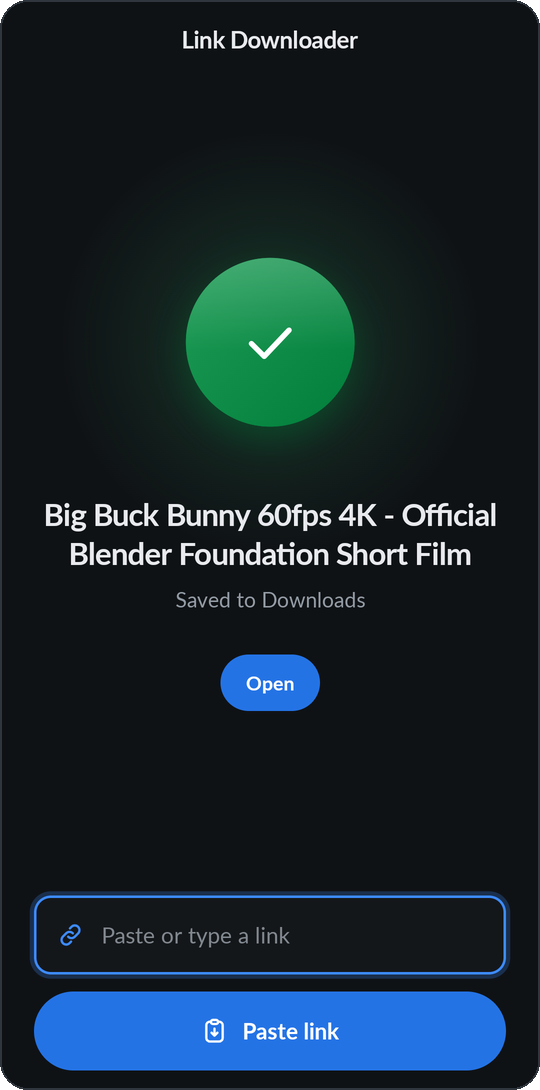 Link Downloader
Big Buck Bunny 60fps 4K - Official
Blender Foundation Short Film
Saved to Downloads
Open
Paste or type a link
Paste link